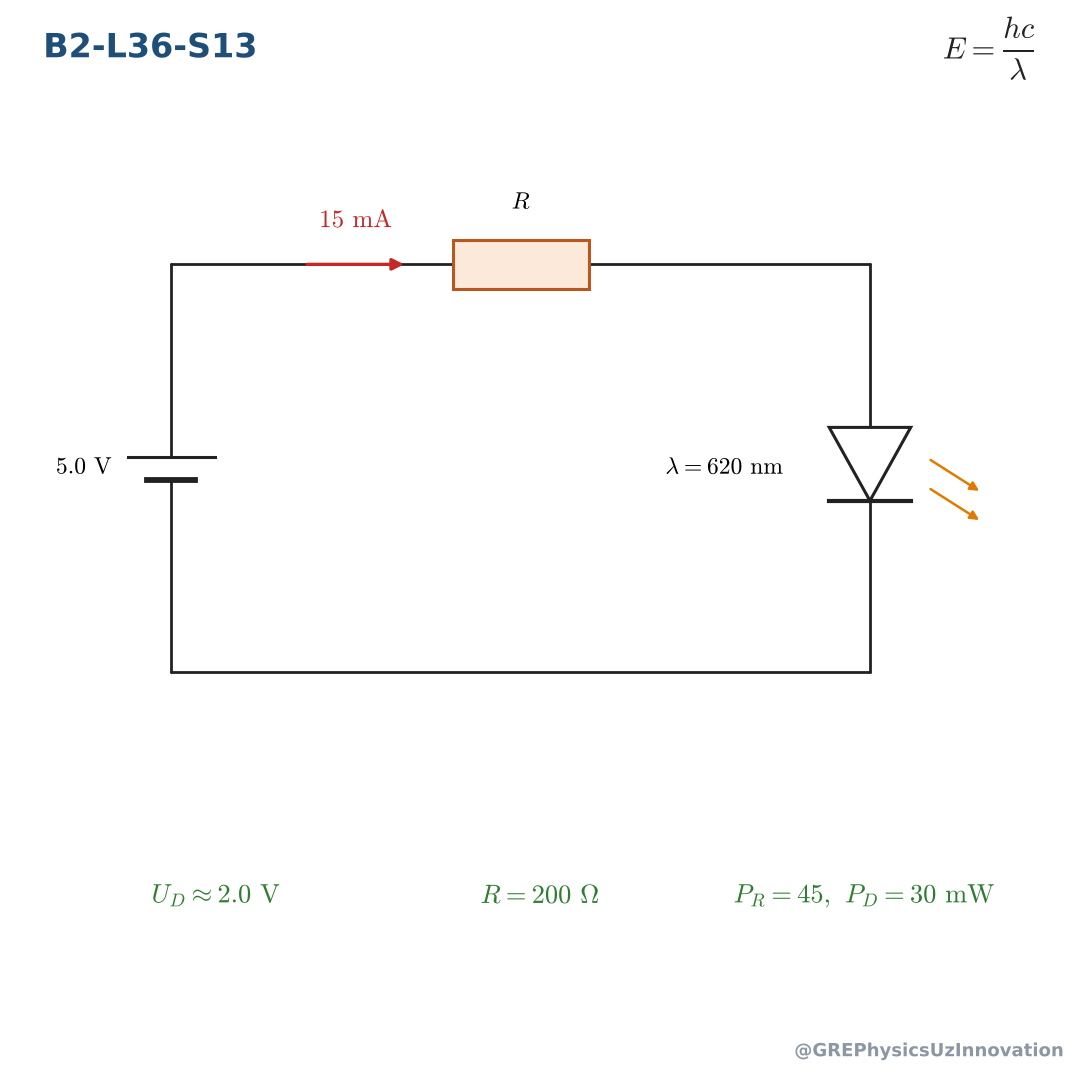 B2-L36-S13
E = hc/λ
R
15 mA
5.0 V
λ = 620 nm
U_D ≈ 2.0 V
R = 200 Ω
P_R = 45, P_D = 30 mW
@GREPhysicsUzInnovation